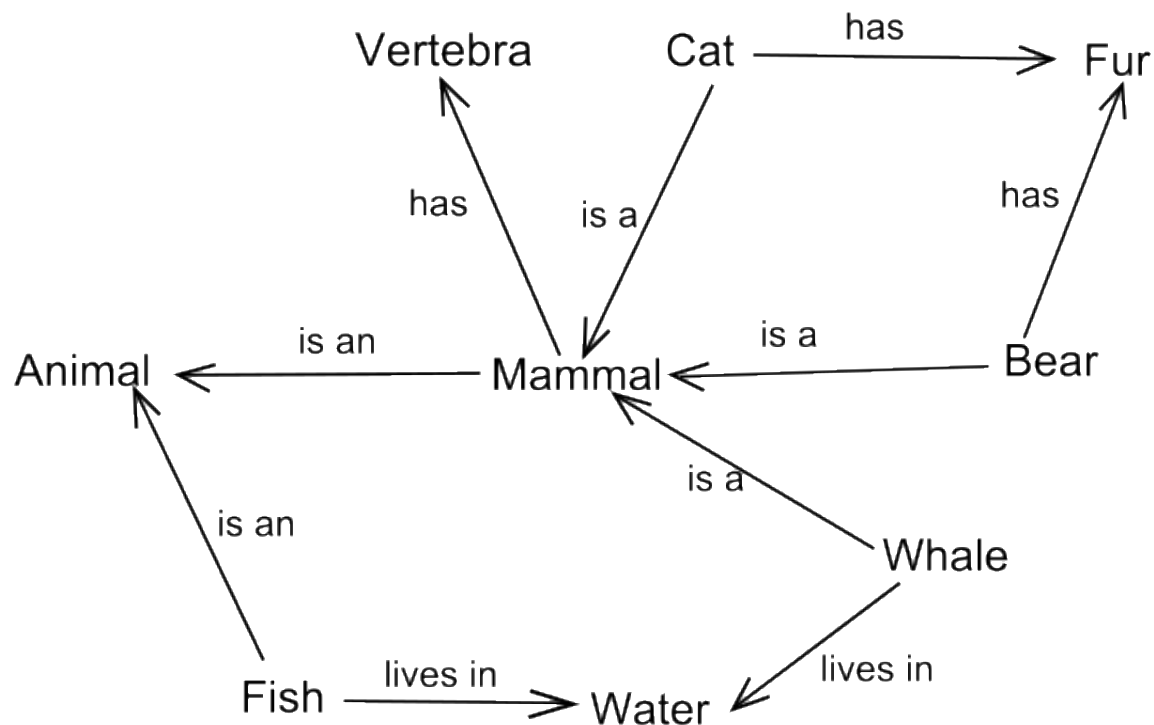 has
Vertebra
Cat
Fur
has
is a
has
is an
is a
Animal
Mammal
Bear
is a
is an
Whale
lives in
lives in
Fish
Water